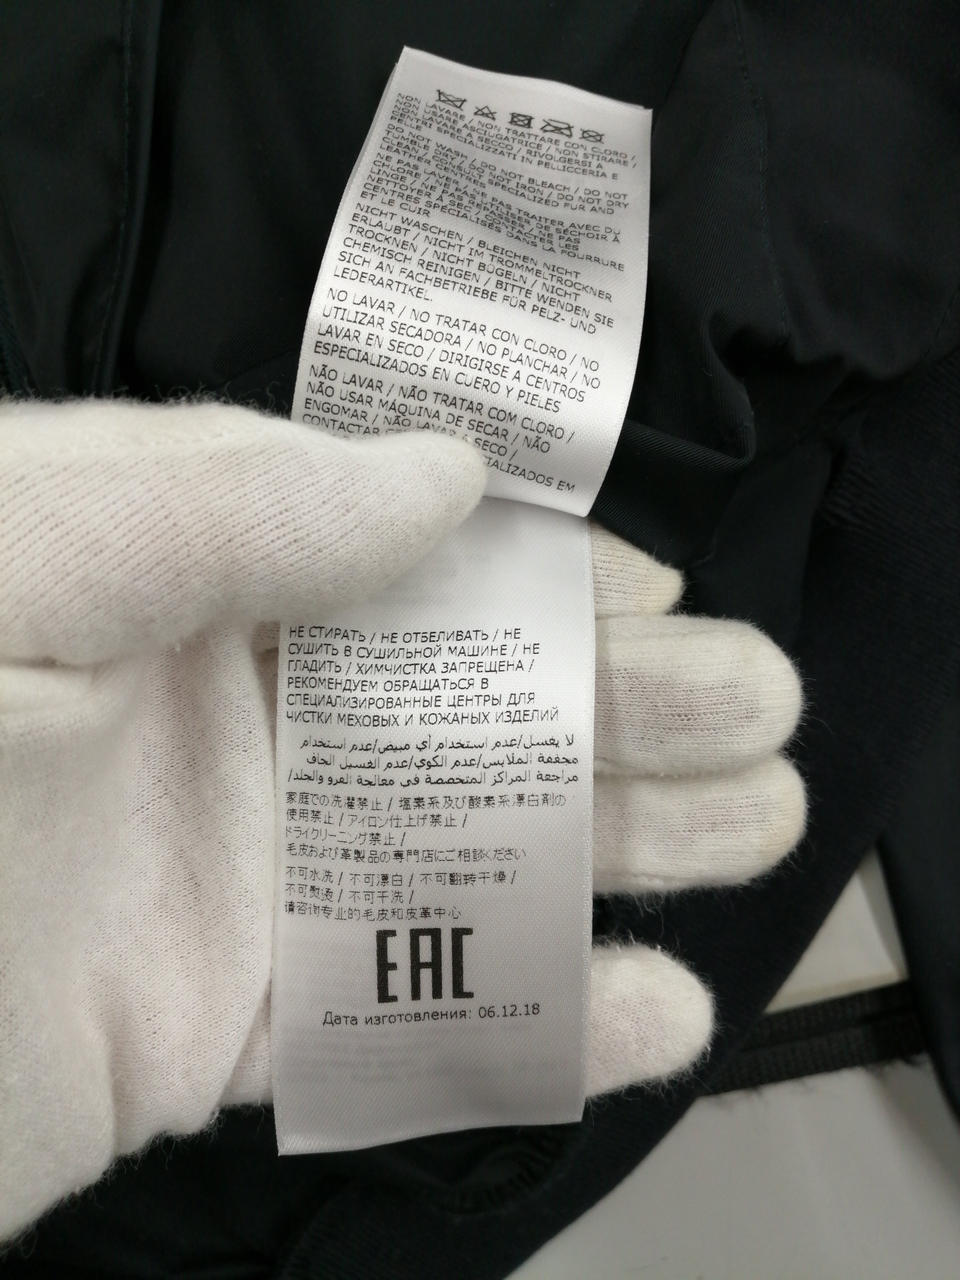 NON LAVARE / NON TRATTARE CON CLORO /
NON USARE ASCIUGATRICE / NON STIRARE /
NON LAVARE A SECCO / RIVOLGERSI A
CENTRI SPECIALIZZATI IN PELLICCERIA E
PELLE
DO NOT WASH / DO NOT BLEACH / DO NOT
TUMBLE DRY / DO NOT IRON / DO NOT DRY
CLEAN / CONSULT SPECIALIZED FUR AND
LEATHER CENTRES
NE PAS LAVER / NE PAS TRAITER AVEC DU
CHLORE / NE PAS UTILISER DE SÉCHOIR À
LINGE / NE PAS REPASSER / NE PAS
NETTOYER À SEC / CONTACTER LES
CENTRES SPÉCIALISÉS DANS LA FOURRURE
ET LE CUIR
NICHT WASCHEN / BLEICHEN NICHT
ERLAUBT / NICHT IM TROMMELTROCKNER
TROCKNEN / NICHT BÜGELN / NICHT
CHEMISCH REINIGEN / BITTE WENDEN SIE
SICH AN FACHBETRIEBE FÜR PELZ- UND
LEDERARTIKEL.
NO LAVAR / NO TRATAR CON CLORO / NO
UTILIZAR SECADORA / NO PLANCHAR / NO
LAVAR EN SECO / DIRIGIRSE A CENTROS
ESPECIALIZADOS EN CUERO Y PIELES
NÃO LAVAR / NÃO TRATAR COM CLORO /
NÃO USAR MÁQUINA DE SECAR / NÃO
ENGOMAR / NÃO LAVAR A SECO /
CONTACTAR EM
НЕ СТИРАТЬ / НЕ ОТБЕЛИВАТЬ / НЕ
СУШИТЬ В СУШИЛЬНОЙ МАШИНЕ / НЕ
ГЛАДИТЬ / ХИМЧИСТКА ЗАПРЕЩЕНА /
РЕКОМЕНДУЕМ ОБРАЩАТЬСЯ В
СПЕЦИАЛИЗИРОВАННЫЕ ЦЕНТРЫ ДЛЯ
ЧИСТКИ МЕХОВЫХ И КОЖАНЫХ ИЗДЕЛИЙ
لا يغسل/عدم استخدام أي مبيض/عدم استخدام
مجففة الملابس/عدم الكوي/عدم الغسيل الجاف
مراجعة المراكز المتخصصة في معالجة الفرو والجلد/
家庭での洗濯禁止 / 塩素系及び酸素系漂白剤の
使用禁止 / アイロン仕上げ禁止 /
ドライクリーニング禁止 /
毛皮および革製品の専門店にご相談ください
不可水洗 / 不可漂白 / 不可翻转干燥 /
不可熨烫 / 不可干洗 /
请咨询专业的毛皮和皮革中心
EAC
Дата изготовления: 06.12.18